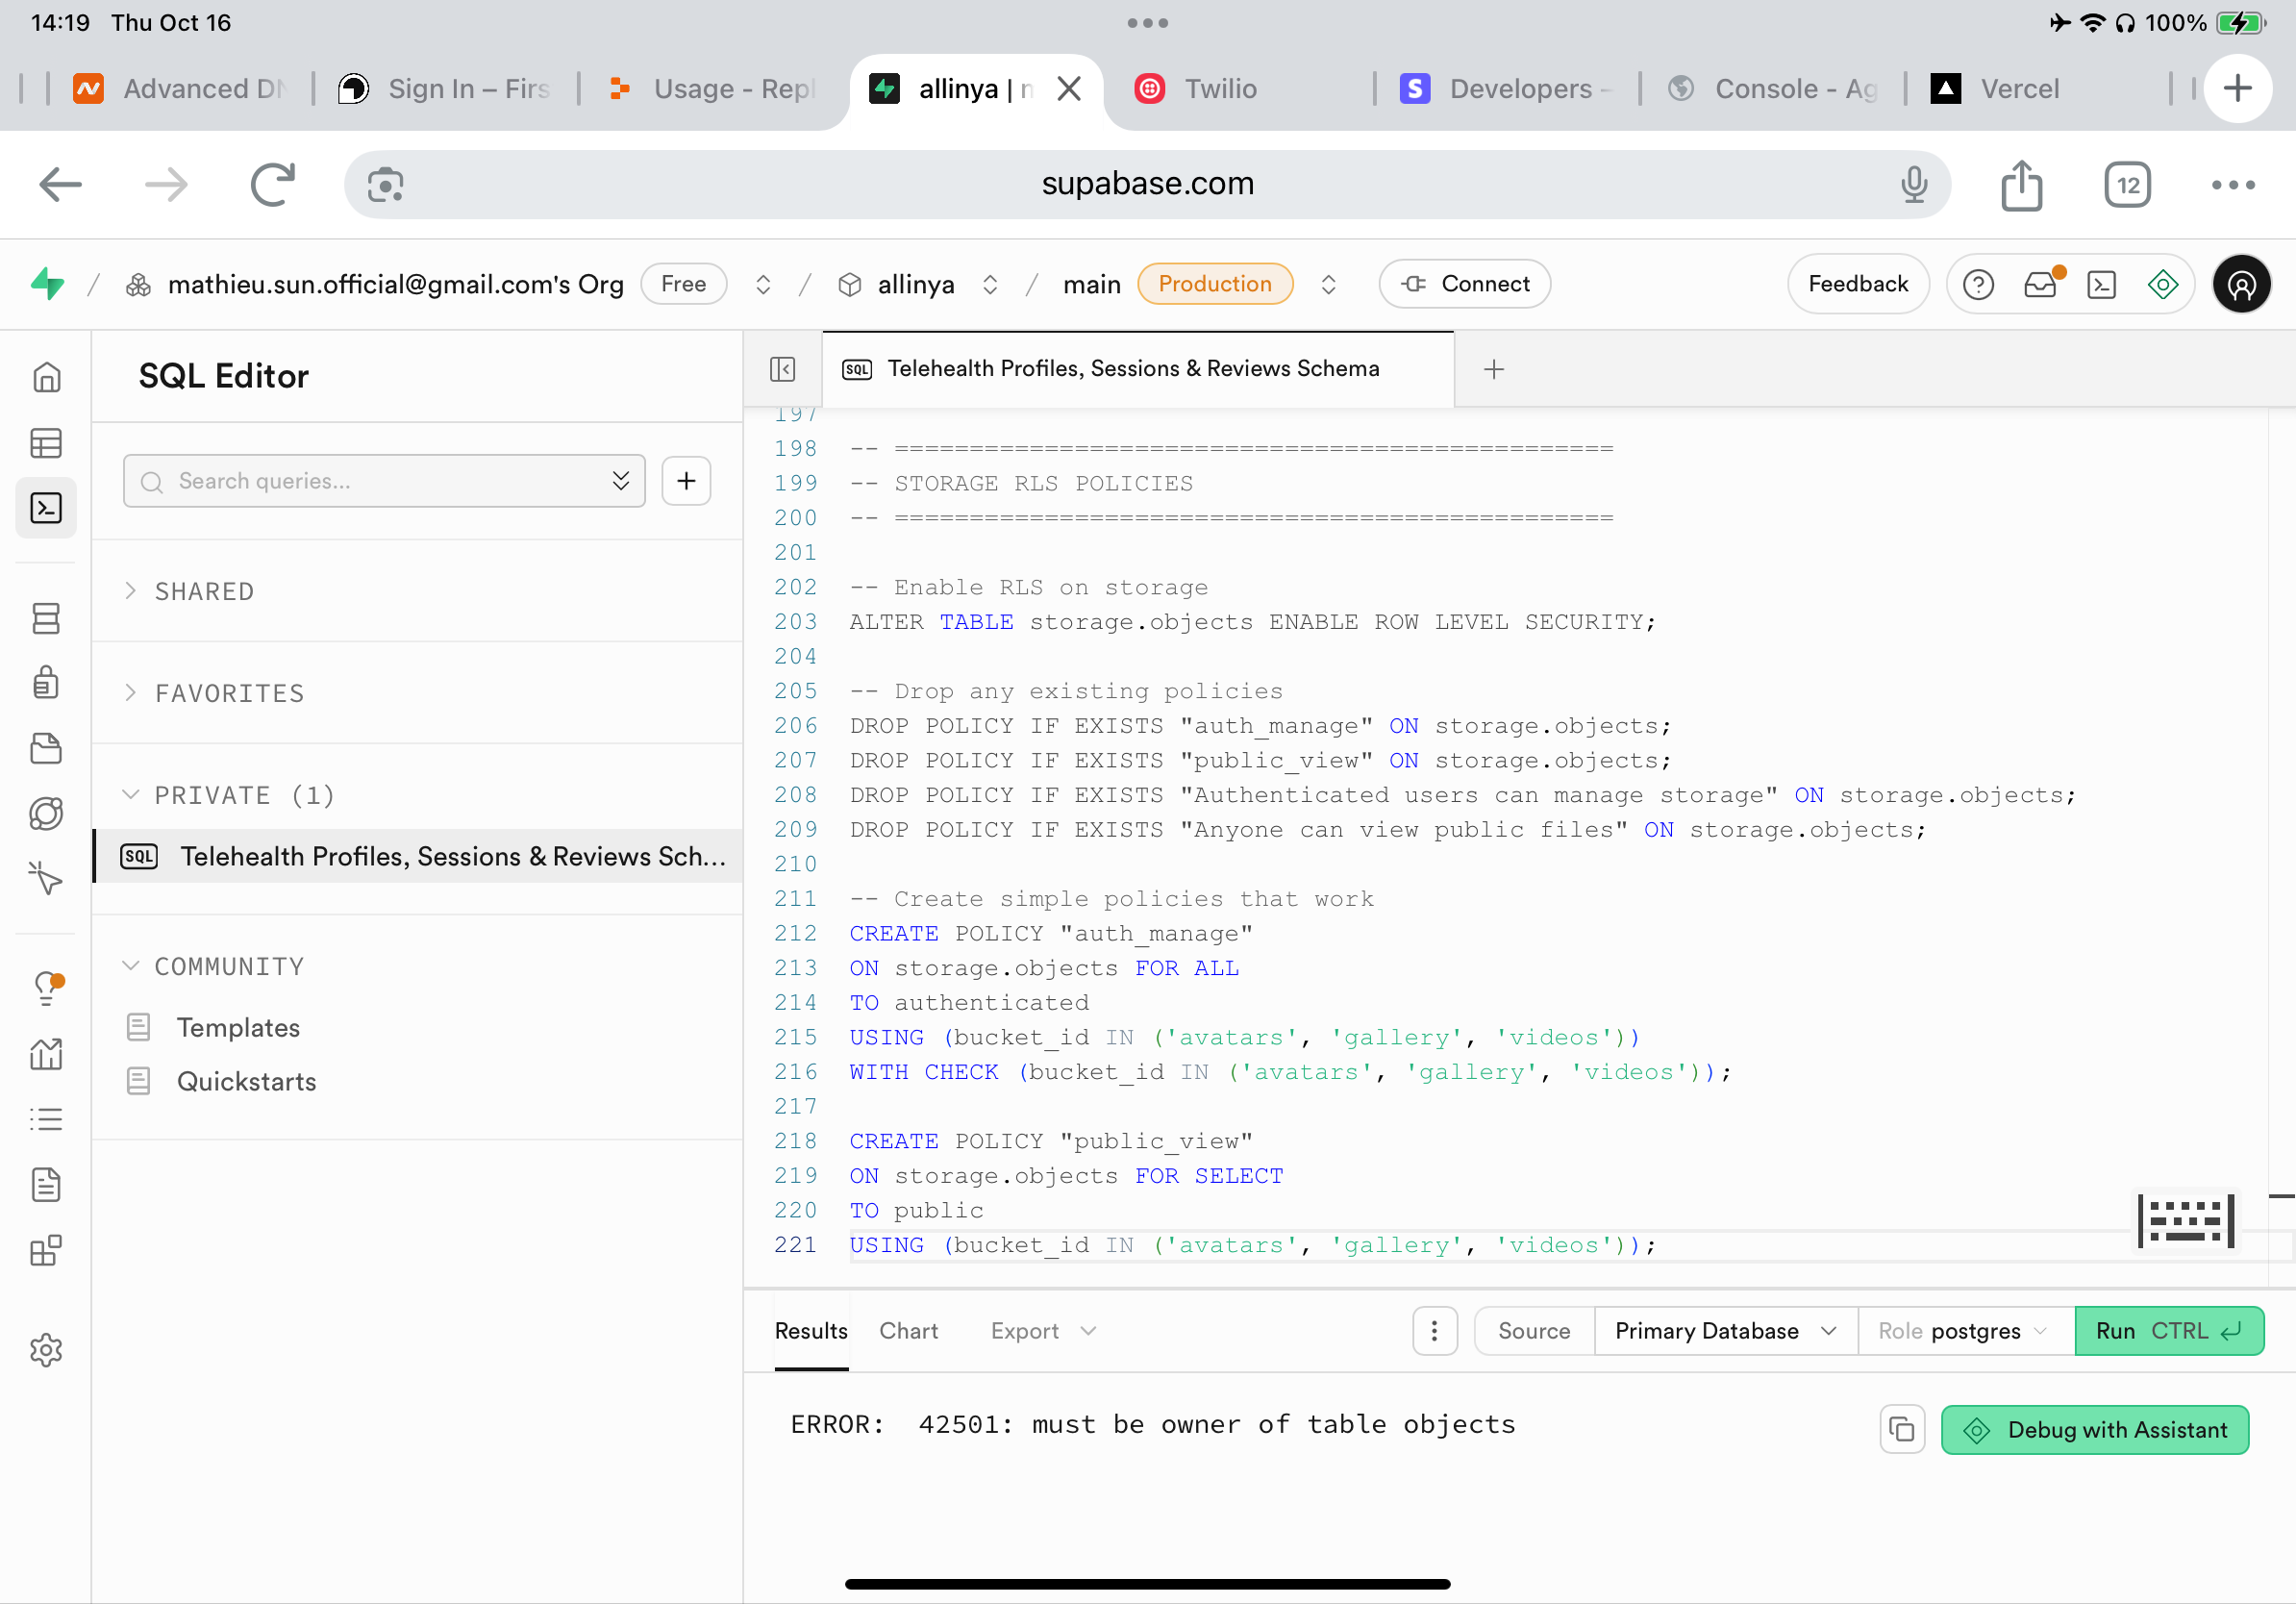 14:19 Thu Oct 16
100%
Advanced DN
Sign In – Firs
Usage - Repl
allinya |
Twilio
Developers -
Console - Ag
Vercel
supabase.com
12
mathieu.sun.official@gmail.com's Org Free / allinya / main Production Connect
Feedback
SQL Editor
Search queries...
SHARED
FAVORITES
PRIVATE (1)
SQL Telehealth Profiles, Sessions & Reviews Sch...
COMMUNITY
Templates
Quickstarts
SQL Telehealth Profiles, Sessions & Reviews Schema
197
198 -- ================================================
199 -- STORAGE RLS POLICIES
200 -- ================================================
201
202 -- Enable RLS on storage
203 ALTER TABLE storage.objects ENABLE ROW LEVEL SECURITY;
204
205 -- Drop any existing policies
206 DROP POLICY IF EXISTS "auth_manage" ON storage.objects;
207 DROP POLICY IF EXISTS "public_view" ON storage.objects;
208 DROP POLICY IF EXISTS "Authenticated users can manage storage" ON storage.objects;
209 DROP POLICY IF EXISTS "Anyone can view public files" ON storage.objects;
210
211 -- Create simple policies that work
212 CREATE POLICY "auth_manage"
213 ON storage.objects FOR ALL
214 TO authenticated
215 USING (bucket_id IN ('avatars', 'gallery', 'videos'))
216 WITH CHECK (bucket_id IN ('avatars', 'gallery', 'videos'));
217
218 CREATE POLICY "public_view"
219 ON storage.objects FOR SELECT
220 TO public
221 USING (bucket_id IN ('avatars', 'gallery', 'videos'));
Results Chart Export
Source Primary Database Role postgres Run CTRL
ERROR:  42501: must be owner of table objects
Debug with Assistant